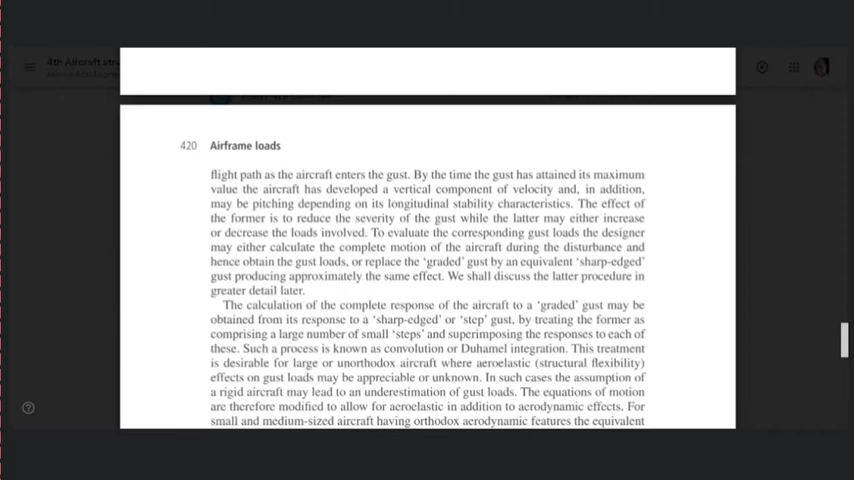 4th Aircraft stru
420 Airframe loads
flight path as the aircraft enters the gust. By the time the gust has attained its maximum
value the aircraft has developed a vertical component of velocity and, in addition,
may be pitching depending on its longitudinal stability characteristics. The effect of
the former is to reduce the severity of the gust while the latter may either increase
or decrease the loads involved. To evaluate the corresponding gust loads the designer
may either calculate the complete motion of the aircraft during the disturbance and
hence obtain the gust loads, or replace the ‘graded’ gust by an equivalent ‘sharp-edged’
gust producing approximately the same effect. We shall discuss the latter procedure in
greater detail later.
The calculation of the complete response of the aircraft to a ‘graded’ gust may be
obtained from its response to a ‘sharp-edged’ or ‘step’ gust, by treating the former as
comprising a large number of small ‘steps’ and superimposing the responses to each of
these. Such a process is known as convolution or Duhamel integration. This treatment
is desirable for large or unorthodox aircraft where aeroelastic (structural flexibility)
effects on gust loads may be appreciable or unknown. In such cases the assumption of
a rigid aircraft may lead to an underestimation of gust loads. The equations of motion
are therefore modified to allow for aeroelastic in addition to aerodynamic effects. For
small and medium-sized aircraft having orthodox aerodynamic features the equivalent